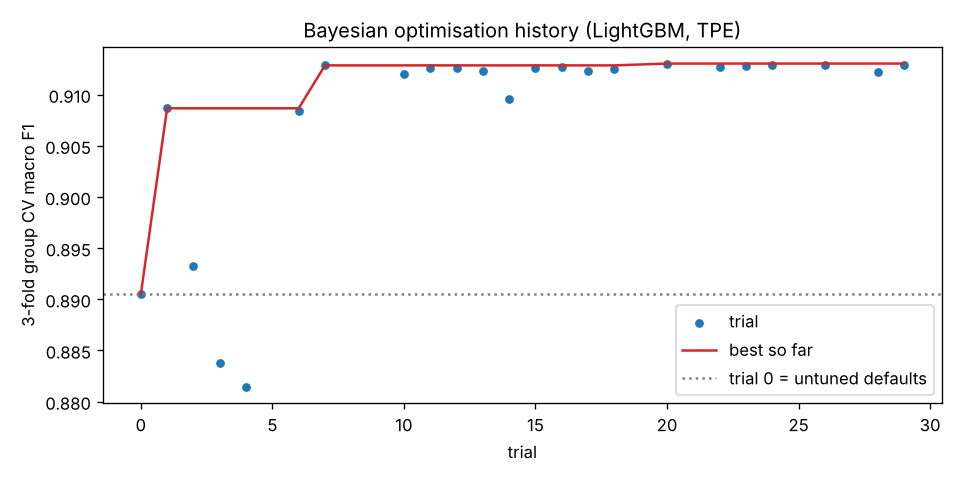 Bayesian optimisation history (LightGBM, TPE)
3-fold group CV macro F1
0.910
0.905
0.900
0.895
0.890
0.885
0.880
trial
best so far
trial 0 = untuned defaults
0 5 10 15 20 25 30
trial